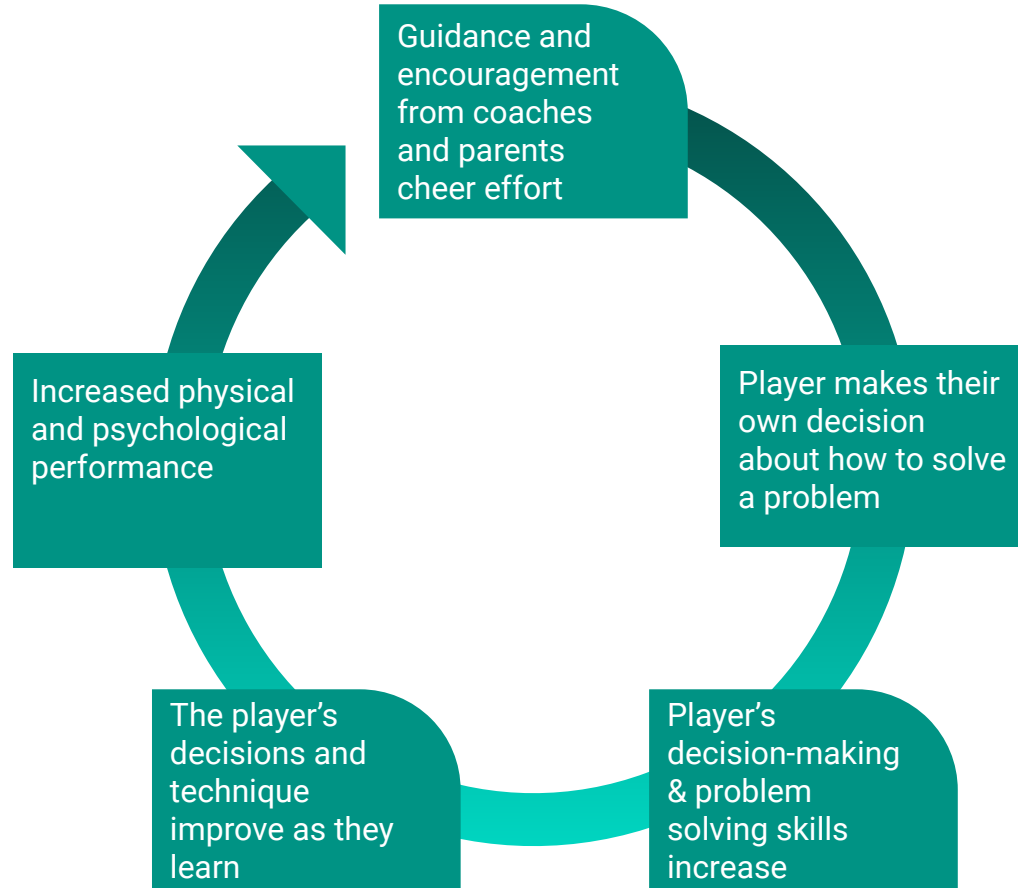 Guidance and
encouragement
from coaches
and parents
cheer effort
Player makes their
own decision
about how to solve
a problem
Player’s
decision-making
& problem
solving skills
increase
The player’s
decisions and
technique
improve as they
learn
Increased physical
and psychological
performance